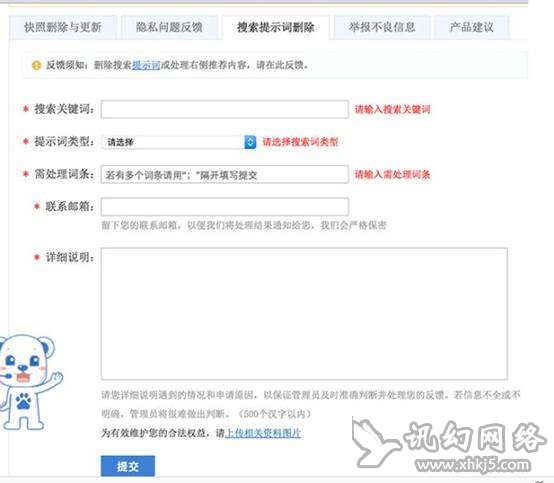 快照删除与更新 隐私问题反馈 搜索提示词删除 举报不良信息 产品建议
反馈须知：删除搜索提示词或处理右侧推荐内容，请在此反馈。
* 搜索关键词： 请输入搜索关键词
* 提示词类型： 请选择 请选择搜索词类型
* 需处理词条： 若有多个词条请用“；”隔开填写提交 请输入需处理词条
* 联系邮箱：
留下您的联系邮箱，以便我们将处理结果通知给您，我们会严格保密
* 详细说明：
请您详细说明遇到的情况和申请原因，以保证管理员及时准确判断并处理您的反馈。若信息不全或不
明确，管理员将很难做出判断。（500个汉字以内）
为有效维护您的合法权益，请上传相关资料图片
提交
讯幻网络
www.xhkj5.com